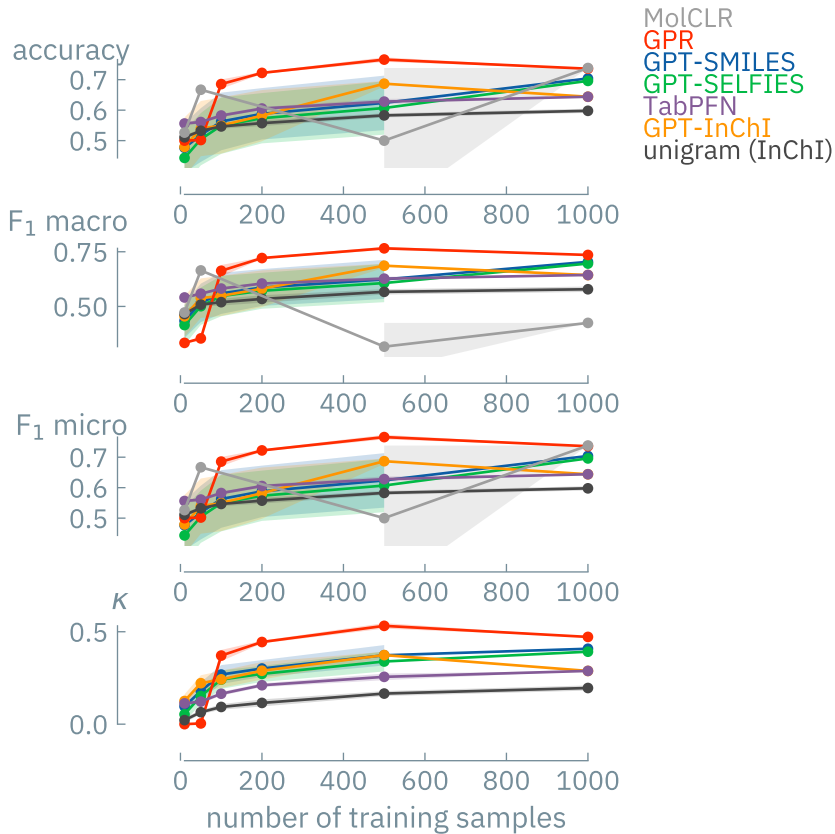 MolCLR
GPR
GPT-SMILES
GPT-SELFIES
TabPFN
GPT-InChI
unigram (InChI)
accuracy
0.7
0.6
0.5
0 200 400 600 800 1000
F₁ macro
0.75
0.50
0 200 400 600 800 1000
F₁ micro
0.7
0.6
0.5
0 200 400 600 800 1000
κ
0.5
0.0
0 200 400 600 800 1000
number of training samples